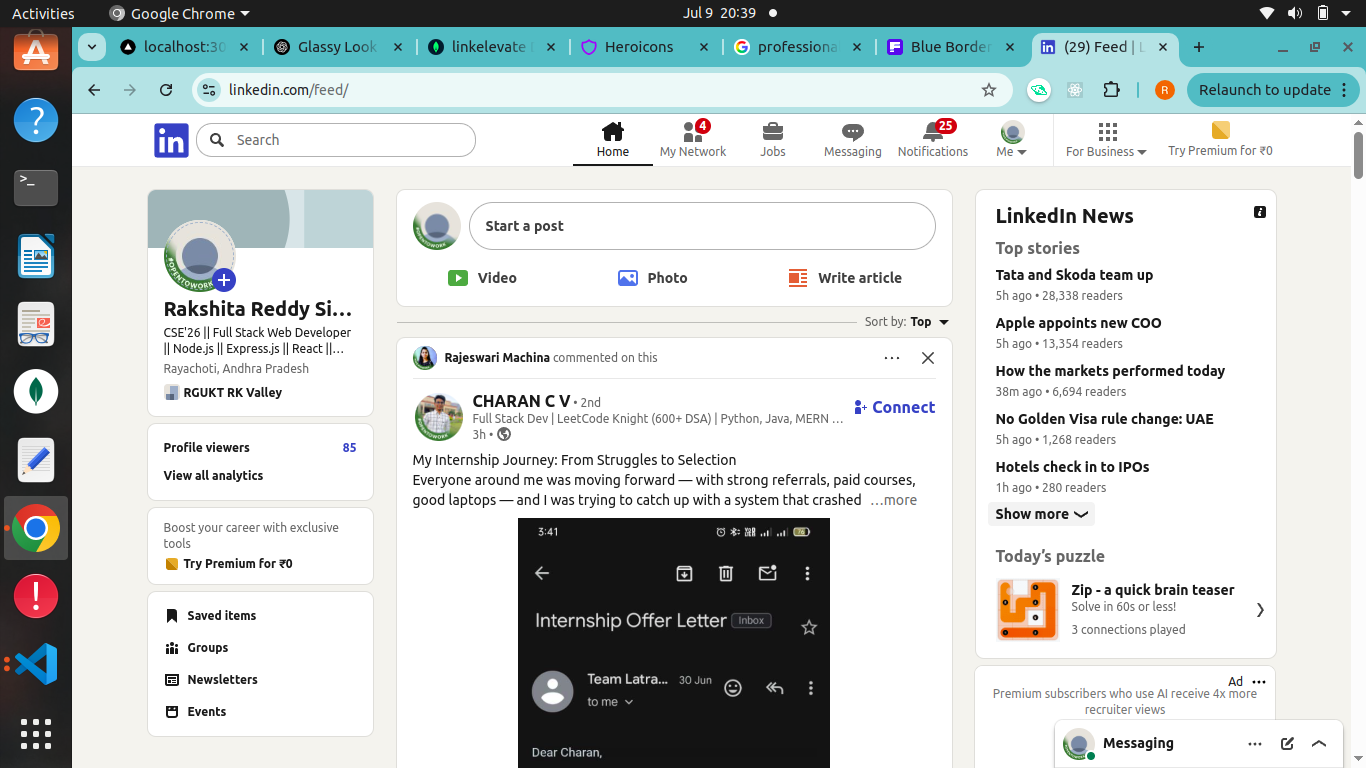 Activities
Google Chrome
Jul 9 20:39
localhost:30
Glassy Look
linkelevate
Heroicons
professiona
Blue Border
(29) Feed | L
linkedin.com/feed/
R
Relaunch to update
in
Search
Home
4
My Network
Jobs
Messaging
25
Notifications
Me
For Business
Try Premium for ₹0
#OPENTOWORK
Rakshita Reddy Si...
CSE'26 || Full Stack Web Developer
|| Node.js || Express.js || React ||...
Rayachoti, Andhra Pradesh
RGUKT RK Valley
Profile viewers 85
View all analytics
Boost your career with exclusive
tools
Try Premium for ₹0
Saved items
Groups
Newsletters
Events
Start a post
Video
Photo
Write article
Sort by: Top
Rajeswari Machina commented on this
CHARAN C V • 2nd
Full Stack Dev | LeetCode Knight (600+ DSA) | Python, Java, MERN ...
3h •
Connect
My Internship Journey: From Struggles to Selection
Everyone around me was moving forward — with strong referrals, paid courses,
good laptops — and I was trying to catch up with a system that crashed ...more
3:41
Internship Offer Letter Inbox
Team Latra... 30 Jun
to me
Dear Charan,
LinkedIn News
Top stories
Tata and Skoda team up
5h ago • 28,338 readers
Apple appoints new COO
5h ago • 13,354 readers
How the markets performed today
38m ago • 6,694 readers
No Golden Visa rule change: UAE
5h ago • 1,268 readers
Hotels check in to IPOs
1h ago • 280 readers
Show more
Today's puzzle
Zip - a quick brain teaser
Solve in 60s or less!
3 connections played
Ad
Premium subscribers who use AI receive 4x more
recruiter views
Messaging